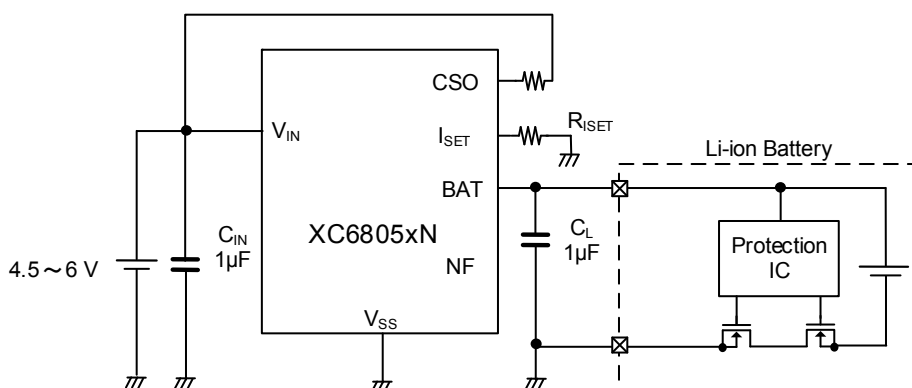 CSO
V_IN
I_SET
R_ISET
Li-ion Battery
BAT
C_IN
1μF
XC6805xN
C_L
1μF
Protection
IC
4.5～6 V
NF
V_SS